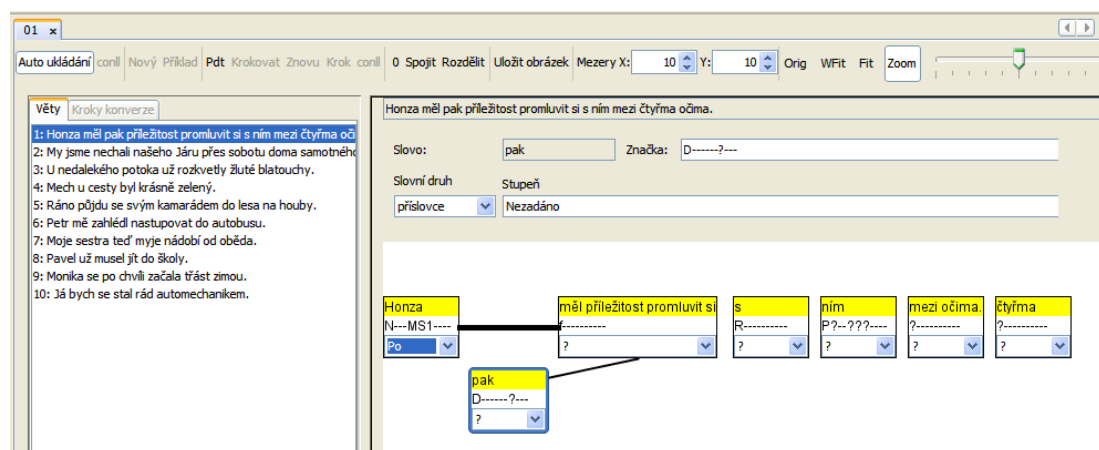 01 x
Auto ukládání conll Nový Příklad Pdt Krokovat Znovu Krok conll 0 Spojit Rozdělit Uložit obrázek Mezery X: 10 Y: 10 Orig WFit Fit Zoom
Věty Kroky konverze
1: Honza měl pak příležitost promluvit si s ním mezi čtyřma oči
2: My jsme nechali našeho Járu přes sobotu doma samotného
3: U nedalekého potoka už rozkvetly žluté blatouchy.
4: Mech u cesty byl krásně zelený.
5: Ráno půjdu se svým kamarádem do lesa na houby.
6: Petr mě zahlédl nastupovat do autobusu.
7: Moje sestra teď myje nádobí od oběda.
8: Pavel už musel jít do školy.
9: Monika se po chvíli začala třást zimou.
10: Já bych se stal rád automechanikem.
Honza měl pak příležitost promluvit si s ním mezi čtyřma očima.
Slovo: pak Značka: D------?---
Slovní druh Stupeň
příslovce Nezadáno
Honza měl příležitost promluvit si s ním mezi očima. čtyřma
N---MS1---- f---------- R---------- P?--???---- ?---------- ?----------
Po ? ? ? ? ?
pak
D------?---
?